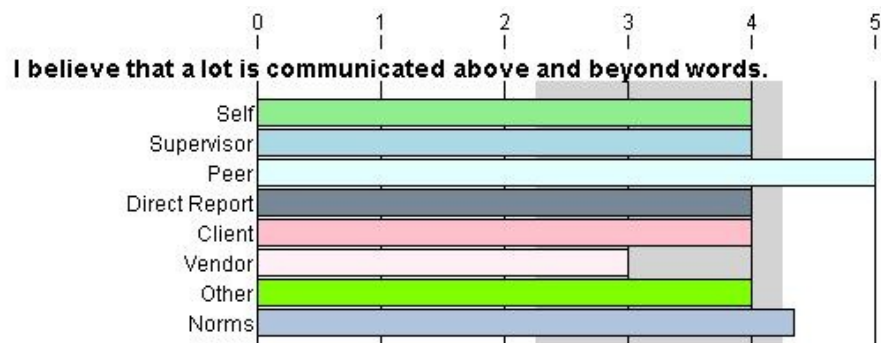 0 1 2 3 4 5
I believe that a lot is communicated above and beyond words.
Self
Supervisor
Peer
Direct Report
Client
Vendor
Other
Norms